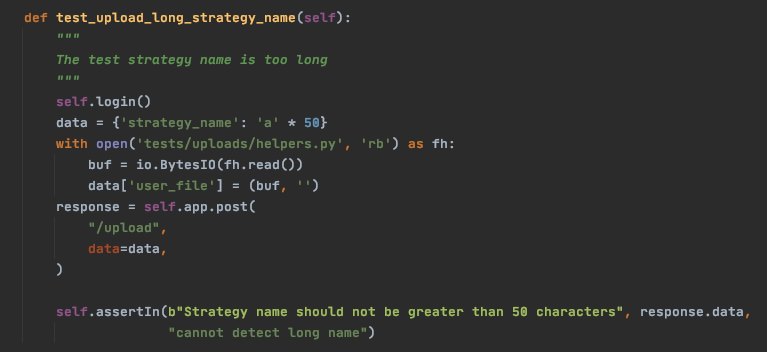 def test_upload_long_strategy_name(self):
    """
    The test strategy name is too long
    """
    self.login()
    data = {'strategy_name': 'a' * 50}
    with open('tests/uploads/helpers.py', 'rb') as fh:
        buf = io.BytesIO(fh.read())
        data['user_file'] = (buf, '')
    response = self.app.post(
        "/upload",
        data=data,
    )

    self.assertIn(b"Strategy name should not be greater than 50 characters", response.data,
                  "cannot detect long name")